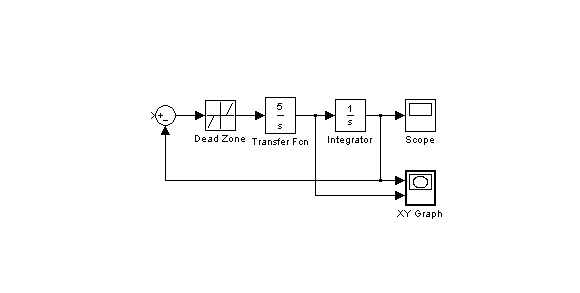 5
s
1
s
+
-
Dead Zone
Transfer Fcn
Integrator
Scope
XY Graph